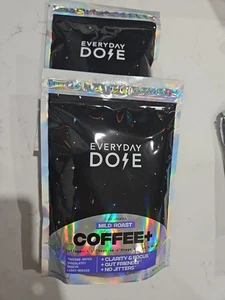 EVERYDAY
DOSE
EVERYDAY
DOSE
MILD ROAST
COFFEE+
+ CLARITY & FOCUS
+ GUT FRIENDLY
+ NO JITTERS